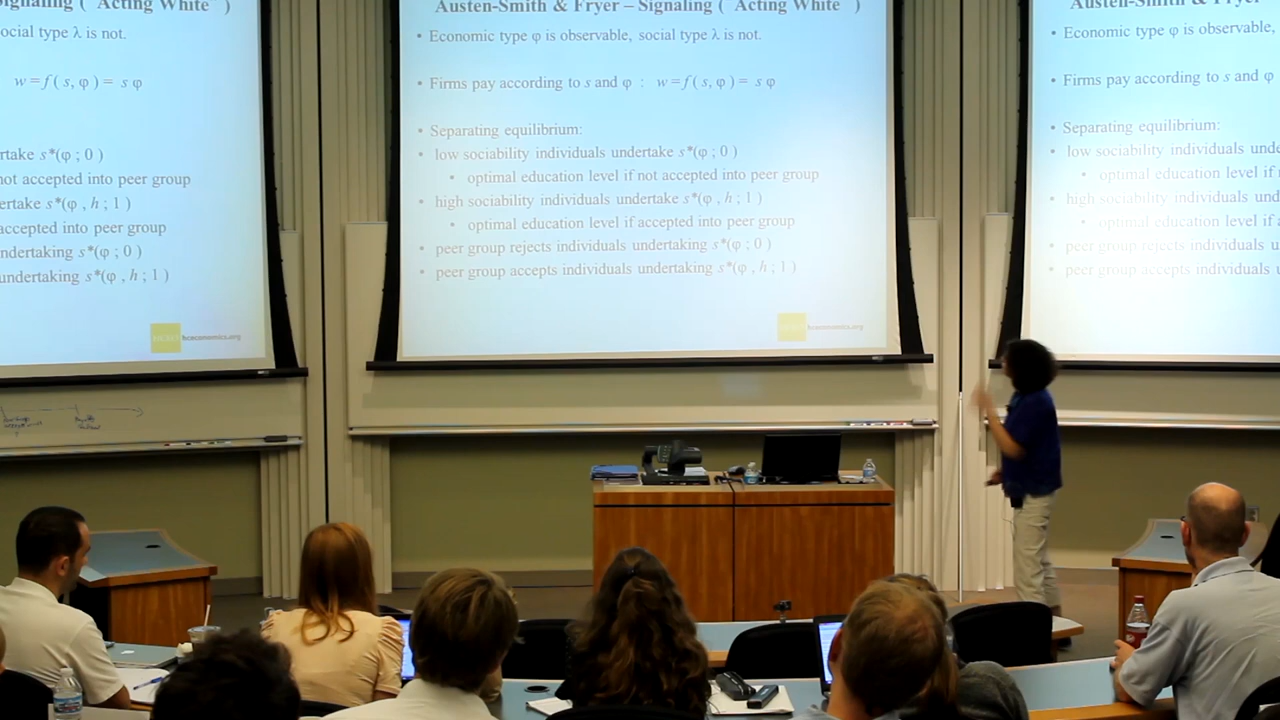 Signaling ( "Acting White" )
social type λ is not.
w = f ( s, φ ) = s φ
rtake s*(φ ; 0 )
not accepted into peer group
ertake s*(φ , h ; 1 )
accepted into peer group
undertaking s*(φ ; 0 )
undertaking s*(φ , h ; 1 )
hceconomics.org
Austen-Smith & Fryer – Signaling ( "Acting White" )
• Economic type φ is observable, social type λ is not.
• Firms pay according to s and φ : w = f ( s, φ ) = s φ
• Separating equilibrium:
• low sociability individuals undertake s*(φ ; 0 )
• optimal education level if not accepted into peer group
• high sociability individuals undertake s*(φ , h ; 1 )
• optimal education level if accepted into peer group
• peer group rejects individuals undertaking s*(φ ; 0 )
• peer group accepts individuals undertaking s*(φ , h ; 1 )
hceconomics.org
Austen-Smith & Fryer
• Economic type φ is observable,
• Firms pay according to s and φ
• Separating equilibrium:
• low sociability individuals unde
• optimal education level if
• high sociability individuals und
• optimal education level if a
• peer group rejects individuals u
• peer group accepts individuals u